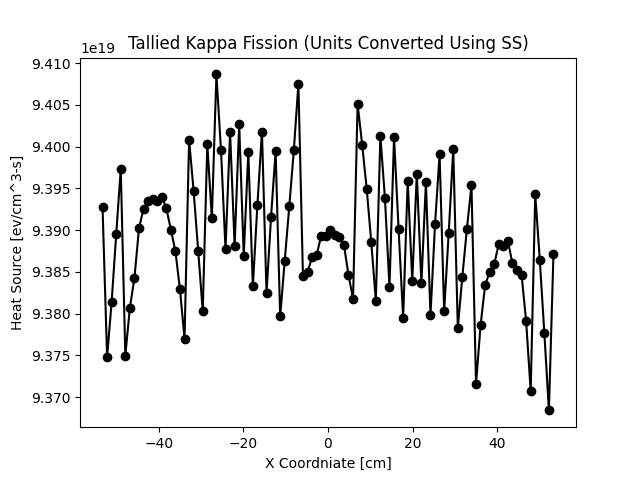 Tallied Kappa Fission (Units Converted Using SS)
1e19
9.410
9.405
9.400
9.395
9.390
9.385
9.380
9.375
9.370
Heat Source [ev/cm^3-s]
−40 −20 0 20 40
X Coordniate [cm]